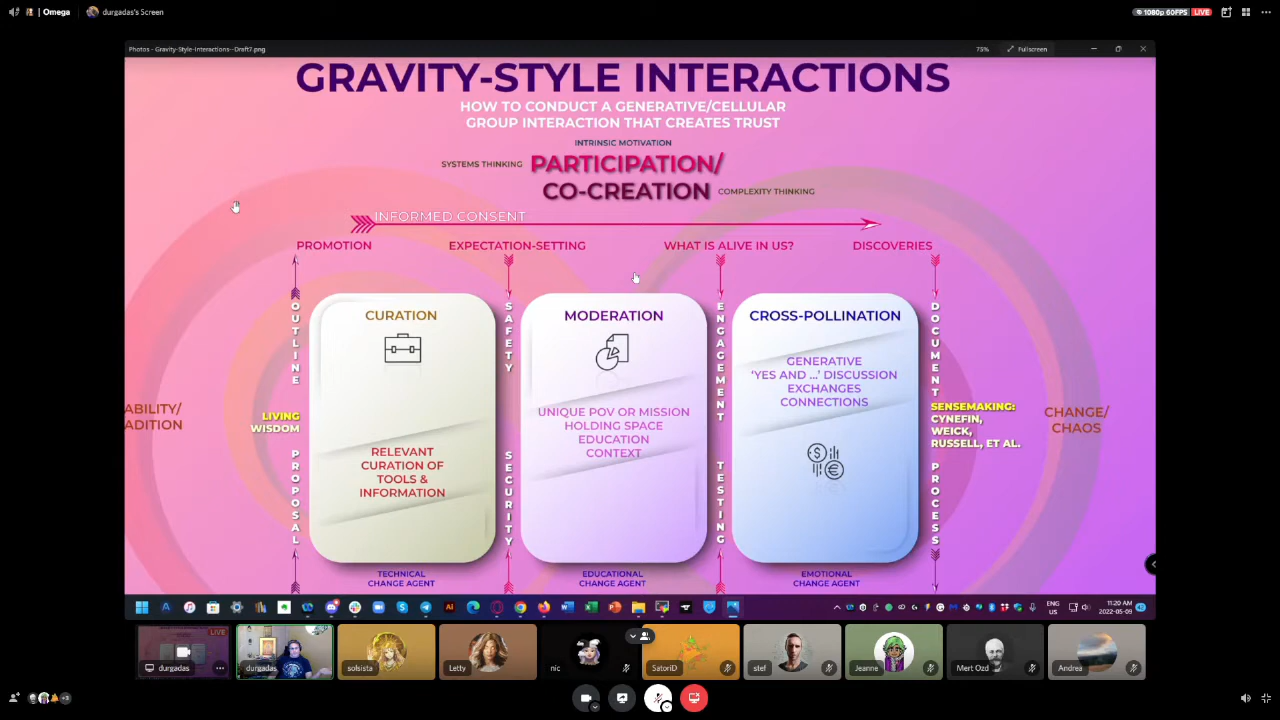 Omega
durgadas's Screen
1080p 60FPS LIVE
Photos - Gravity-Style-Interactions--Draft7.png
75%
Fullscreen
GRAVITY-STYLE INTERACTIONS
HOW TO CONDUCT A GENERATIVE/CELLULAR
GROUP INTERACTION THAT CREATES TRUST
INTRINSIC MOTIVATION
SYSTEMS THINKING
PARTICIPATION/
CO-CREATION
COMPLEXITY THINKING
INFORMED CONSENT
PROMOTION
EXPECTATION-SETTING
WHAT IS ALIVE IN US?
DISCOVERIES
OUTLINE
LIVING
WISDOM
PROPOSAL
ABILITY/
ADITION
CURATION
RELEVANT
CURATION OF
TOOLS &
INFORMATION
TECHNICAL
CHANGE AGENT
SAFETY
SECURITY
MODERATION
UNIQUE POV OR MISSION
HOLDING SPACE
EDUCATION
CONTEXT
EDUCATIONAL
CHANGE AGENT
ENGAGEMENT
TESTING
CROSS-POLLINATION
GENERATIVE
'YES AND ...' DISCUSSION
EXCHANGES
CONNECTIONS
EMOTIONAL
CHANGE AGENT
DOCUMENT
SENSEMAKING:
CYNEFIN,
WEICK,
RUSSELL, ET AL.
PROCESS
CHANGE/
CHAOS
ENG
US
11:20 AM
2022-05-09
LIVE
durgadas
durgadas
solsista
Letty
nic
SatoriD
stef
Jeanne
Mert Ozd
Andrea
+3